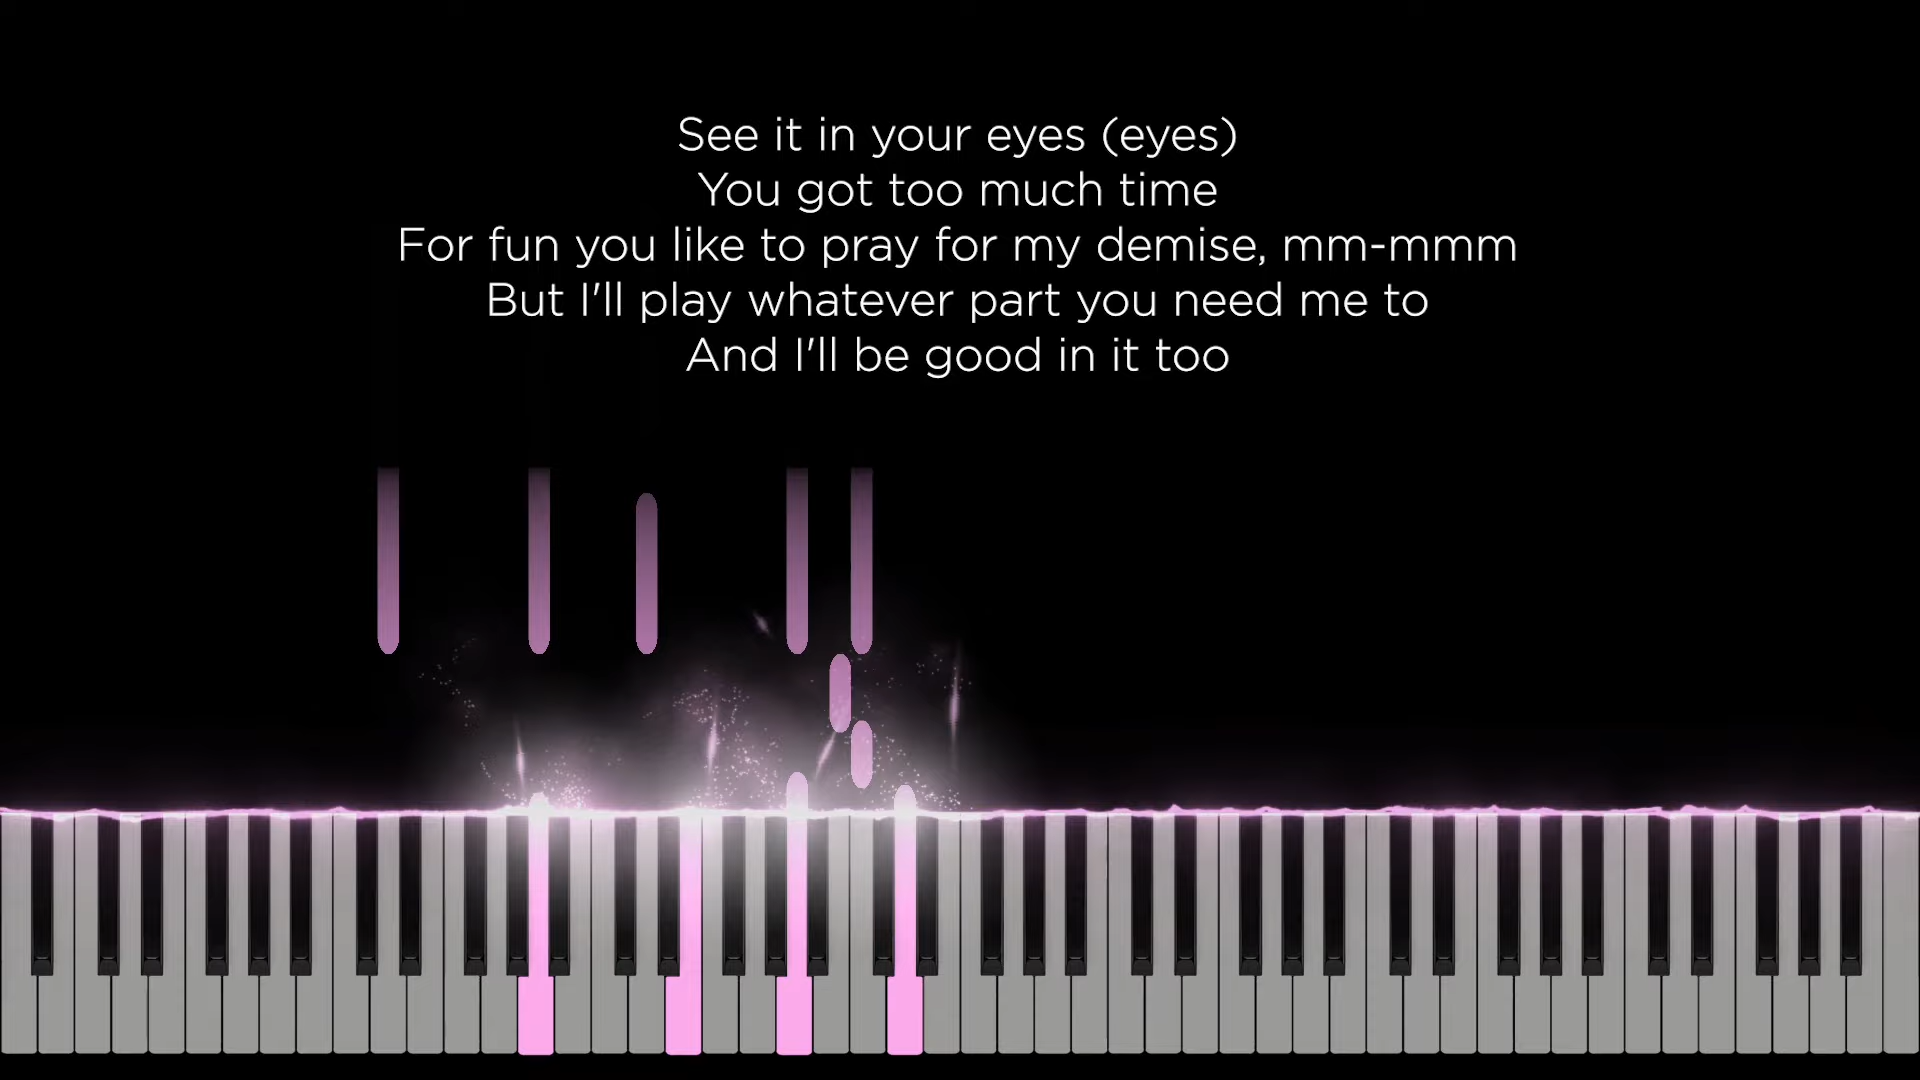 See it in your eyes (eyes)
You got too much time
For fun you like to pray for my demise, mm-mmm
But I'll play whatever part you need me to
And I'll be good in it too